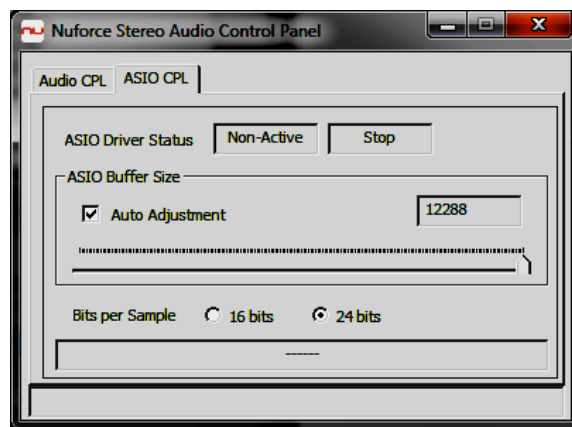 nu Nuforce Stereo Audio Control Panel
Audio CPL ASIO CPL
ASIO Driver Status Non-Active Stop
ASIO Buffer Size
Auto Adjustment 12288
Bits per Sample 16 bits 24 bits
------